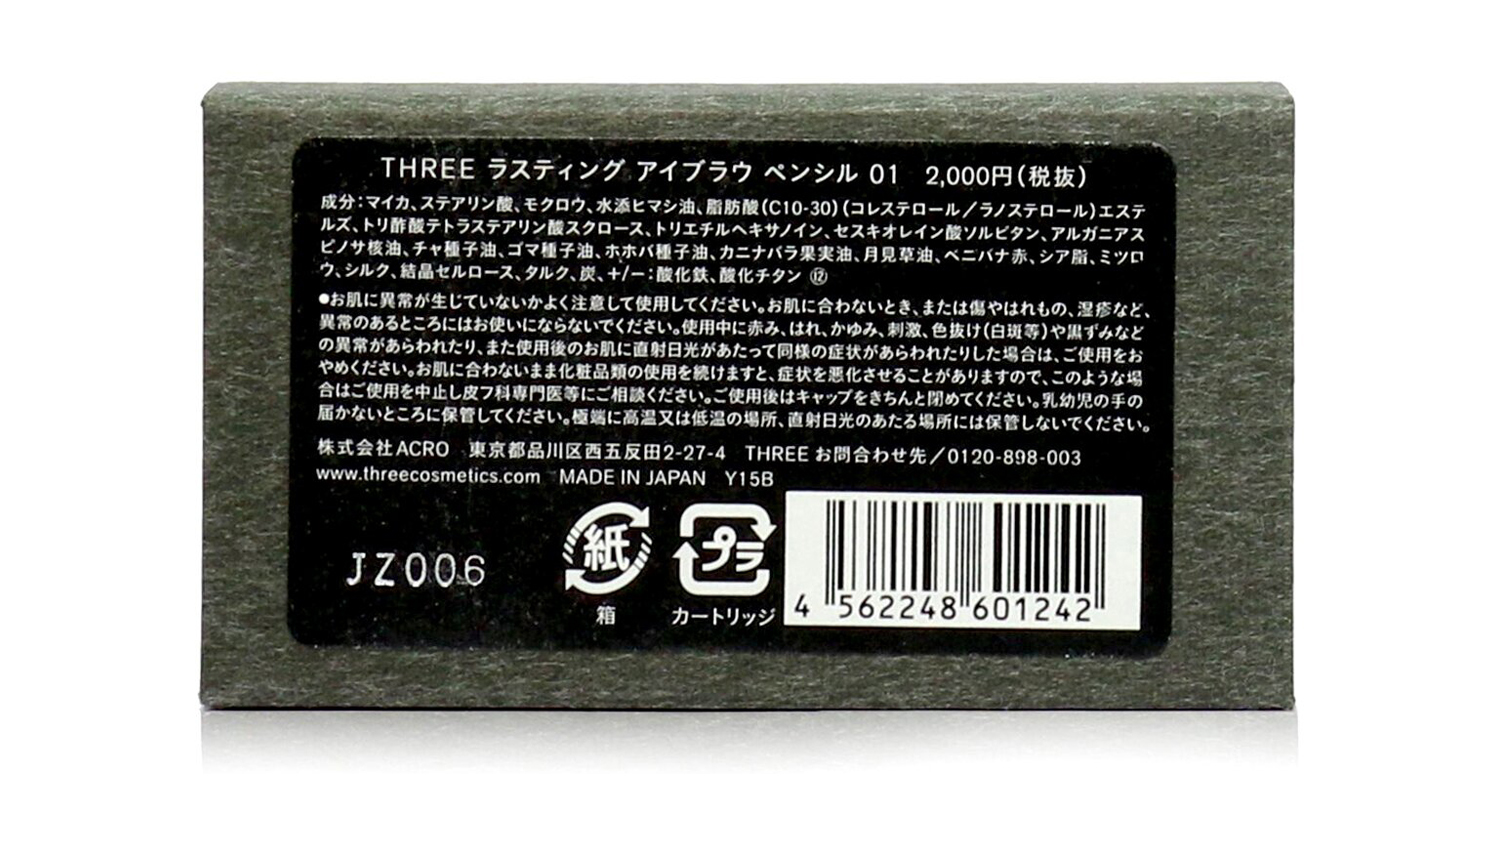 THREE ラスティング アイブラウ ペンシル 01 2,000円(税抜)
成分:マイカ、ステアリン酸、モクロウ、水添ヒマシ油、脂肪酸(C10-30)(コレステロール/ラノステロール)エステ
ルズ、トリ酢酸テトラステアリン酸スクロース、トリエチルヘキサノイン、セスキオレイン酸ソルビタン、アルガニアス
ピノサ核油、チャ種子油、ゴマ種子油、ホホバ種子油、カニナバラ果実油、月見草油、ベニバナ赤、シア脂、ミツロ
ウ、シルク、結晶セルロース、タルク、炭、+/-:酸化鉄、酸化チタン ⑫
●お肌に異常が生じていないかよく注意して使用してください。お肌に合わないとき、または傷やはれもの、湿疹など、
異常のあるところにはお使いにならないでください。使用中に赤み、はれ、かゆみ、刺激、色抜け(白斑等)や黒ずみなど
の異常があらわれたり、また使用後のお肌に直射日光があたって同様の症状があらわれたりした場合は、ご使用をお
やめください。お肌に合わないまま化粧品類の使用を続けますと、症状を悪化させることがありますので、このような場
合はご使用を中止し皮フ科専門医等にご相談ください。ご使用後はキャップをきちんと閉めてください。乳幼児の手の
届かないところに保管してください。極端に高温又は低温の場所、直射日光のあたる場所には保管しないでください。
株式会社ACRO 東京都品川区西五反田2-27-4 THREE お問合わせ先/0120-898-003
www.threecosmetics.com MADE IN JAPAN Y15B
JZ006
紙
箱
プラ
カートリッジ
4 562248 601242